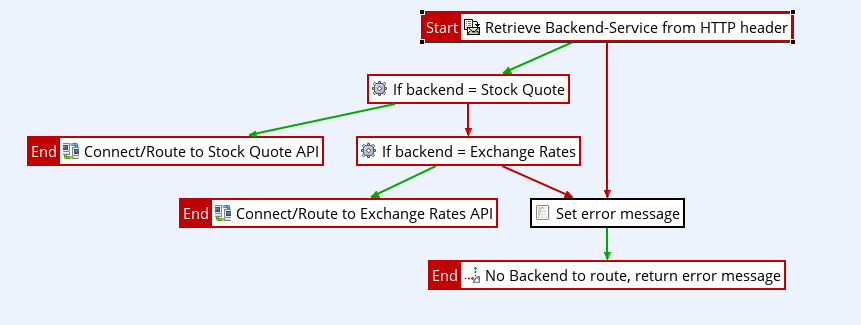 Start Retrieve Backend-Service from HTTP header
If backend = Stock Quote
End Connect/Route to Stock Quote API
If backend = Exchange Rates
End Connect/Route to Exchange Rates API
Set error message
End No Backend to route, return error message